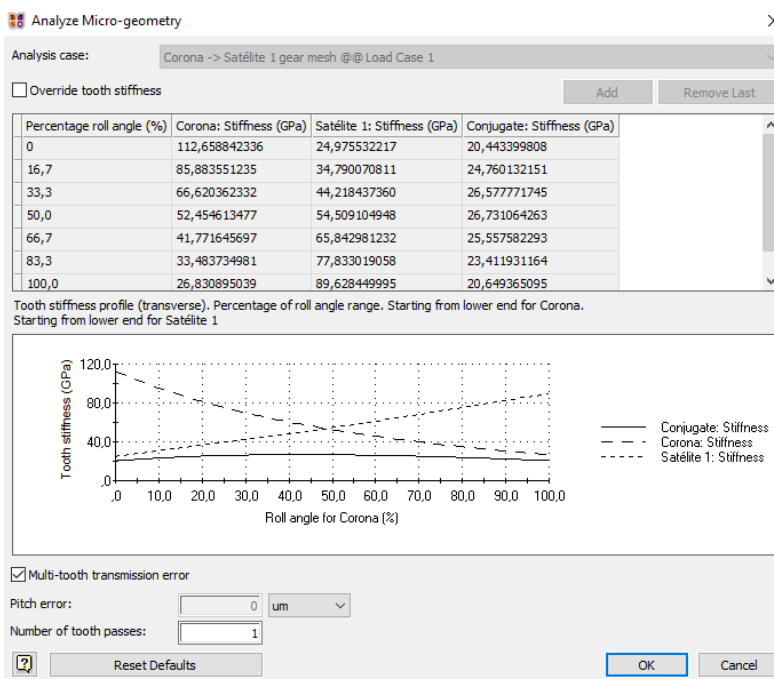 Analyze Micro-geometry
Analysis case: Corona -> Satélite 1 gear mesh @@ Load Case 1
Override tooth stiffness Add Remove Last
Percentage roll angle (%) Corona: Stiffness (GPa) Satélite 1: Stiffness (GPa) Conjugate: Stiffness (GPa)
0 112,658842336 24,975532217 20,443399808
16,7 85,883551235 34,790070811 24,760132151
33,3 66,620362332 44,218437360 26,577771745
50,0 52,454613477 54,509104948 26,731064263
66,7 41,771645697 65,842981232 25,557582293
83,3 33,483734981 77,833019058 23,411931164
100,0 26,830895039 89,628449995 20,649365095
Tooth stiffness profile (transverse). Percentage of roll angle range. Starting from lower end for Corona.
Starting from lower end for Satélite 1
Tooth stiffness (GPa)
120,0
80,0
40,0
,0
,0 10,0 20,0 30,0 40,0 50,0 60,0 70,0 80,0 90,0 100,0
Roll angle for Corona (%)
Conjugate: Stiffness
Corona: Stiffness
Satélite 1: Stiffness
Multi-tooth transmission error
Pitch error: 0 um
Number of tooth passes: 1
? Reset Defaults OK Cancel